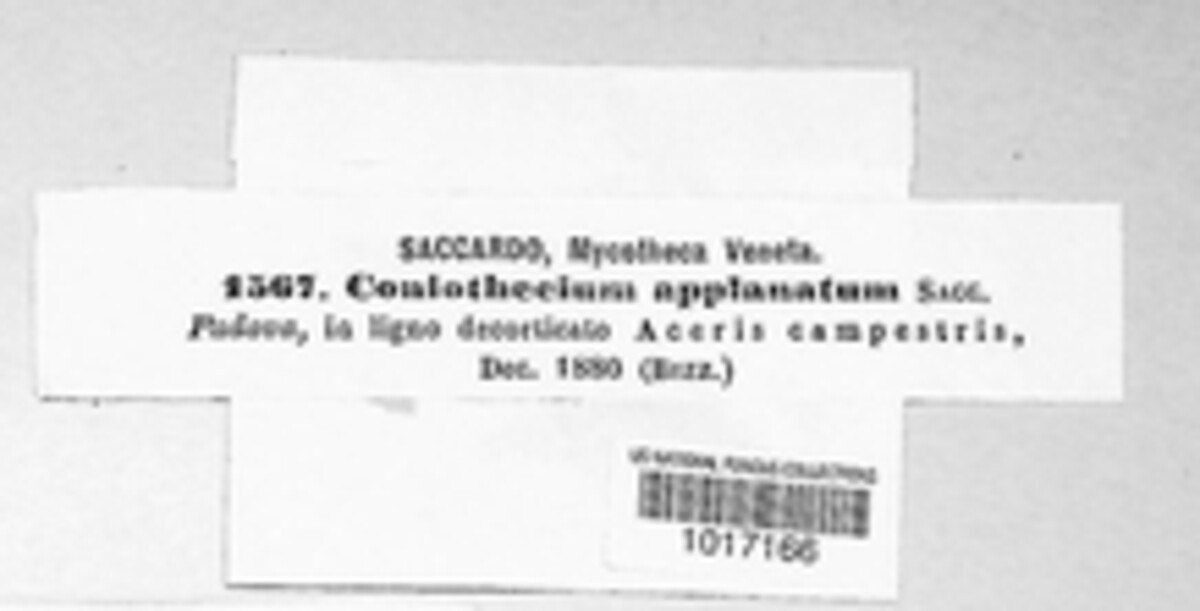 SACCARDO, Mycotheca Veneta.
1567. Coniothecium applanatum SACC.
Padova, in ligno decorticato Aceris campestris,
Dec. 1880 (BIZZ.)
US NATIONAL FUNGUS COLLECTIONS
1017166